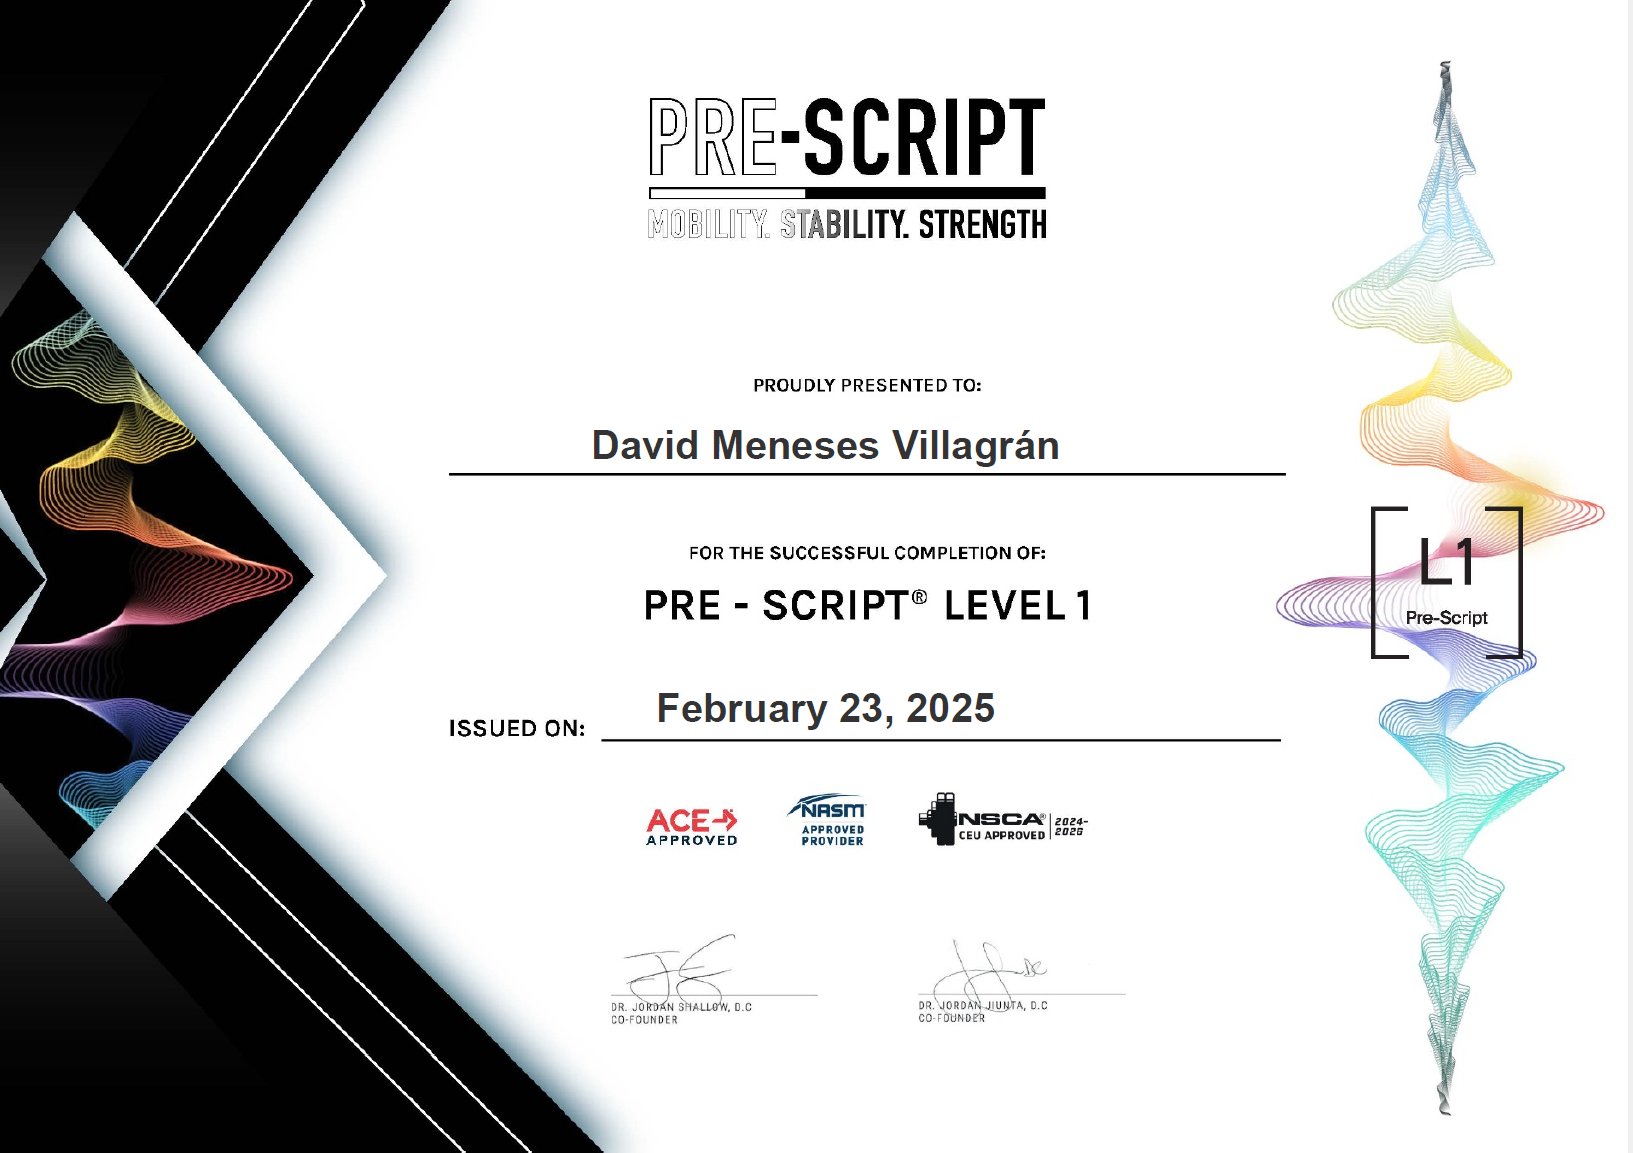 PRE-SCRIPT
MOBILITY. STABILITY. STRENGTH
PROUDLY PRESENTED TO:
David Meneses Villagrán
FOR THE SUCCESSFUL COMPLETION OF:
PRE - SCRIPT® LEVEL 1
L1
Pre-Script
ISSUED ON: February 23, 2025
ACE
APPROVED
NASM
APPROVED
PROVIDER
NSCA®
CEU APPROVED
2024-
2026
DR. JORDAN SHALLOW, D.C
CO-FOUNDER
DR. JORDAN JIUNTA, D.C
CO-FOUNDER